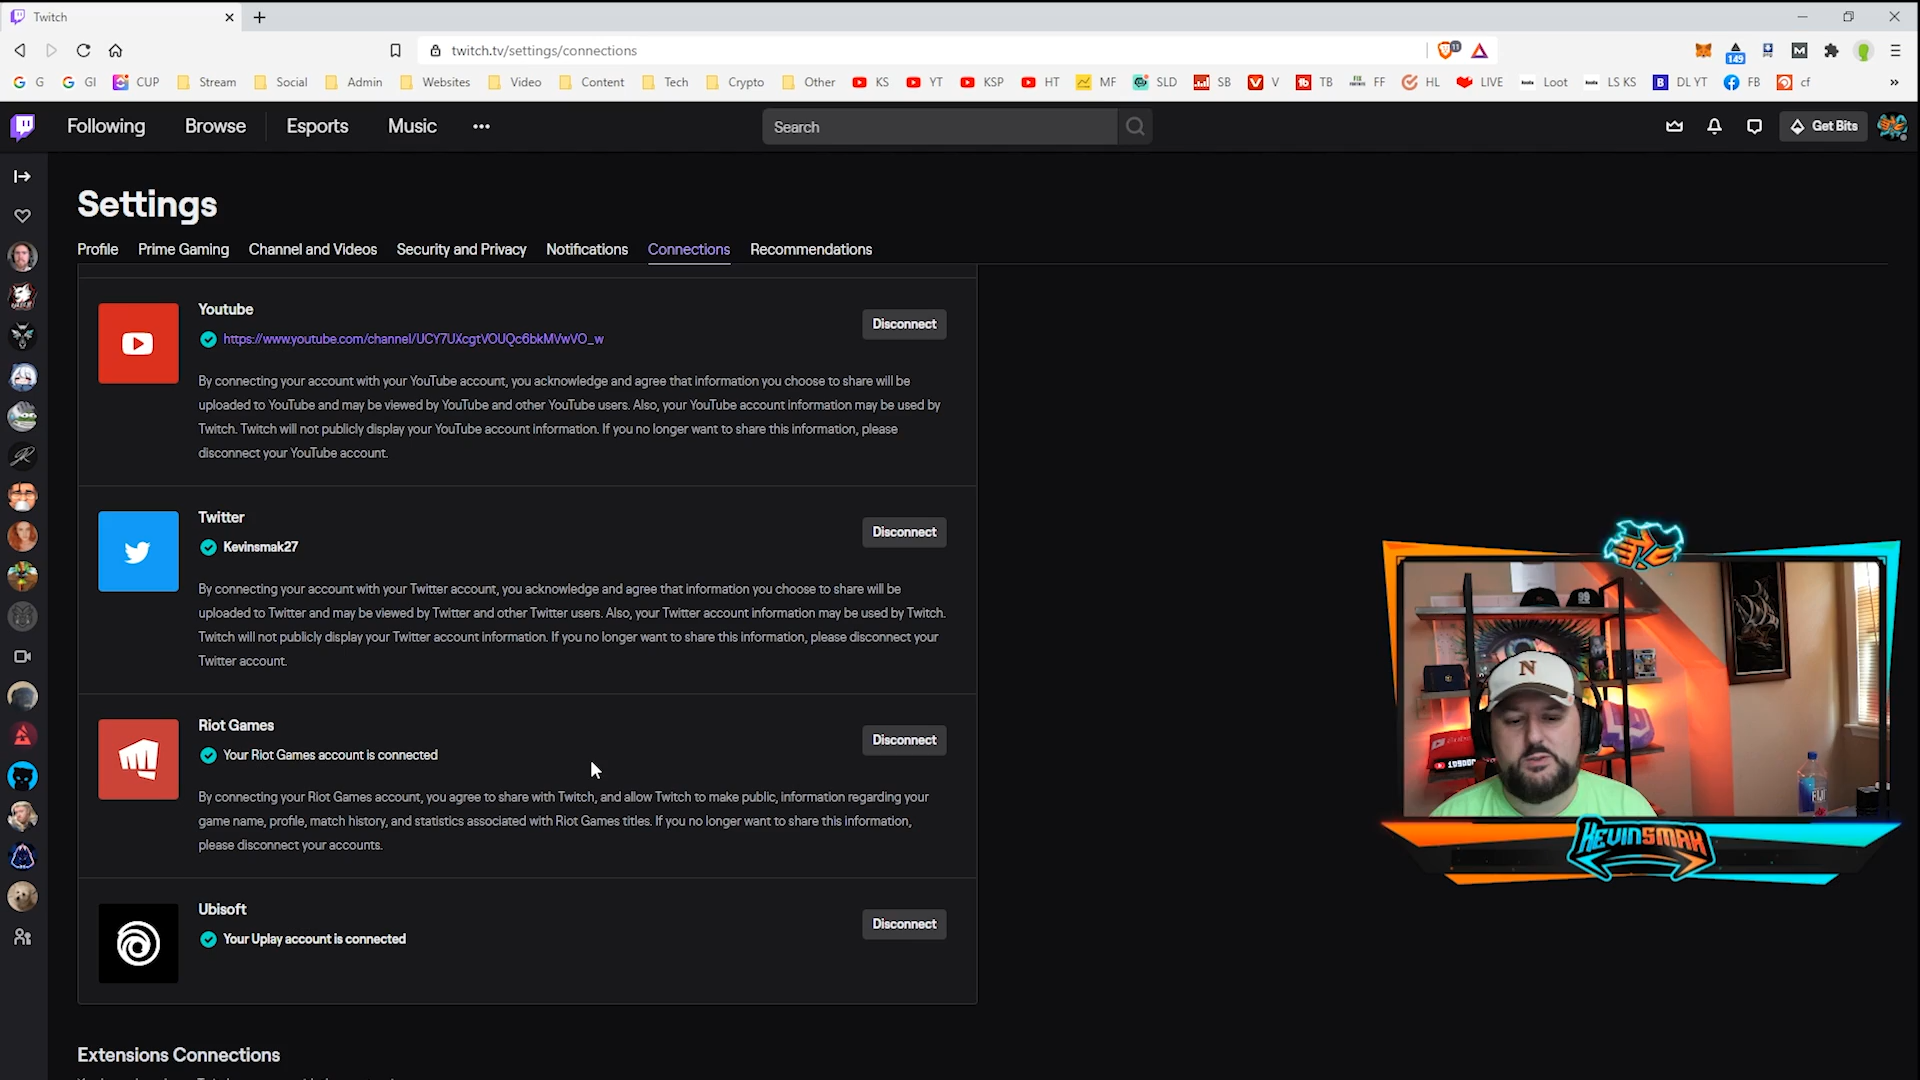 Twitch
twitch.tv/settings/connections
11
149
G
GI
CUP
Stream
Social
Admin
Websites
Video
Content
Tech
Crypto
Other
KS
YT
KSP
HT
MF
SLD
SB
V
TB
FF
HL
LIVE
Loot
LS KS
DL YT
FB
cf
Following
Browse
Esports
Music
Search
Get Bits
Settings
Profile
Prime Gaming
Channel and Videos
Security and Privacy
Notifications
Connections
Recommendations
Youtube
Disconnect
https://www.youtube.com/channel/UCY7UXcgtVOUQc6bkMVwVO_w
By connecting your account with your YouTube account, you acknowledge and agree that information you choose to share will be
uploaded to YouTube and may be viewed by YouTube and other YouTube users. Also, your YouTube account information may be used by
Twitch. Twitch will not publicly display your YouTube account information. If you no longer want to share this information, please
disconnect your YouTube account.
Twitter
Disconnect
Kevinsmak27
By connecting your account with your Twitter account, you acknowledge and agree that information you choose to share will be
uploaded to Twitter and may be viewed by Twitter and other Twitter users. Also, your Twitter account information may be used by Twitch.
Twitch will not publicly display your Twitter account information. If you no longer want to share this information, please disconnect your
Twitter account.
Riot Games
Disconnect
Your Riot Games account is connected
By connecting your Riot Games account, you agree to share with Twitch, and allow Twitch to make public, information regarding your
game name, profile, match history, and statistics associated with Riot Games titles. If you no longer want to share this information,
please disconnect your accounts.
Ubisoft
Disconnect
Your Uplay account is connected
Extensions Connections
N
KEVINSMAK